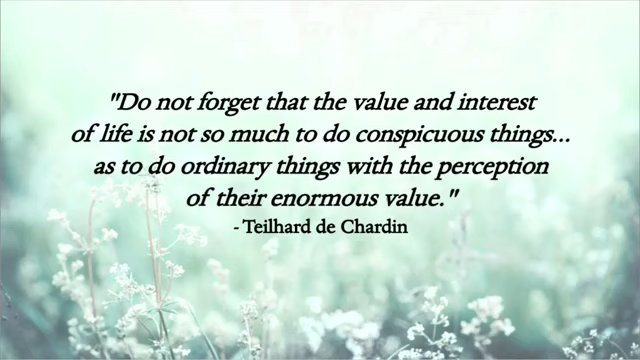 "Do not forget that the value and interest
of life is not so much to do conspicuous things...
as to do ordinary things with the perception
of their enormous value."
- Teilhard de Chardin